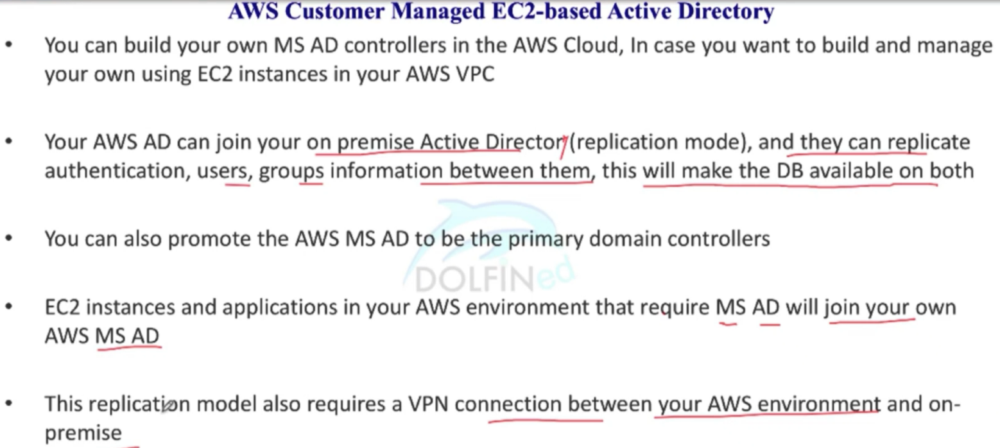 AWS Customer Managed EC2-based Active Directory
• You can build your own MS AD controllers in the AWS Cloud, In case you want to build and manage
your own using EC2 instances in your AWS VPC
• Your AWS AD can join your on premise Active Directory (replication mode), and they can replicate
authentication, users, groups information between them, this will make the DB available on both
• You can also promote the AWS MS AD to be the primary domain controllers
DOLFINed
• EC2 instances and applications in your AWS environment that require MS AD will join your own
AWS MS AD
• This replication model also requires a VPN connection between your AWS environment and on-
premise